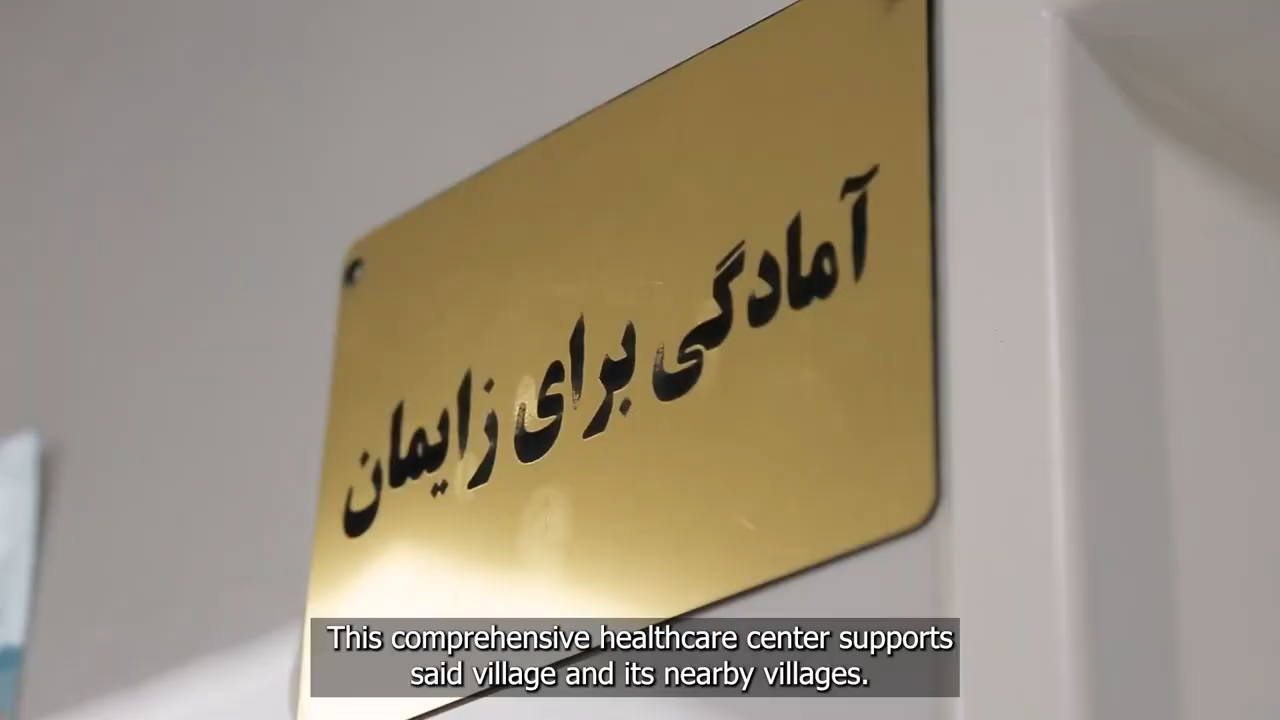 آمادگی برای زایمان
This comprehensive healthcare center supports
said village and its nearby villages.